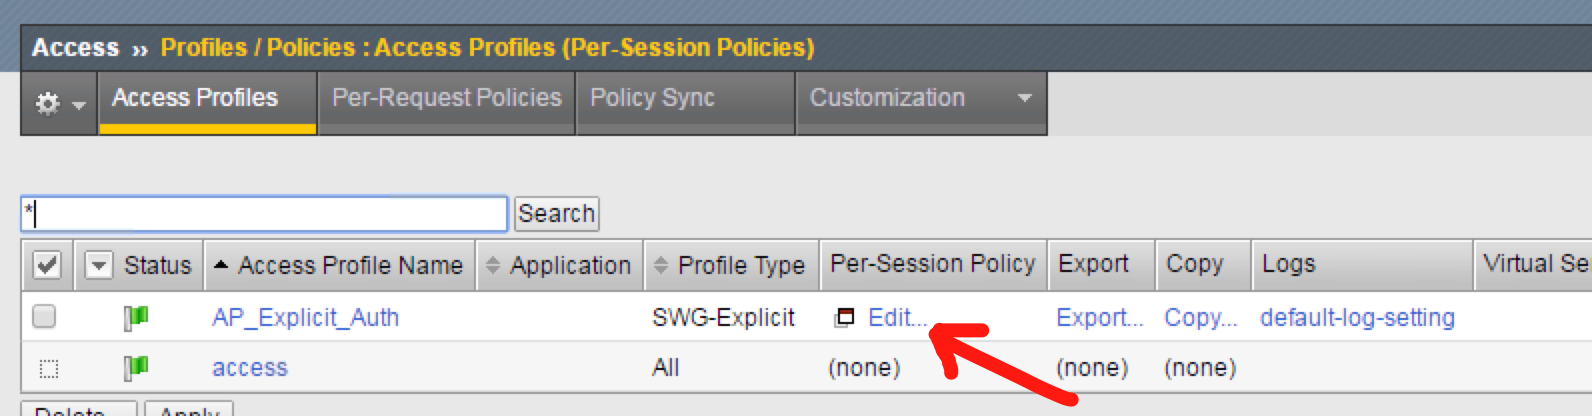 Access ›› Profiles / Policies : Access Profiles (Per-Session Policies)
Access Profiles Per-Request Policies Policy Sync Customization
*
Search
Status Access Profile Name Application Profile Type Per-Session Policy Export Copy Logs Virtual Se
AP_Explicit_Auth SWG-Explicit Edit... Export... Copy... default-log-setting
access All (none) (none) (none)
Delete... Apply